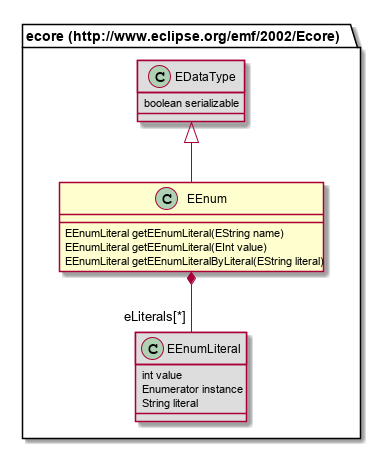 ecore (http://www.eclipse.org/emf/2002/Ecore)
C EDataType
boolean serializable
C EEnum
EEnumLiteral getEEnumLiteral(EString name)
EEnumLiteral getEEnumLiteral(EInt value)
EEnumLiteral getEEnumLiteralByLiteral(EString literal)
eLiterals[*]
C EEnumLiteral
int value
Enumerator instance
String literal